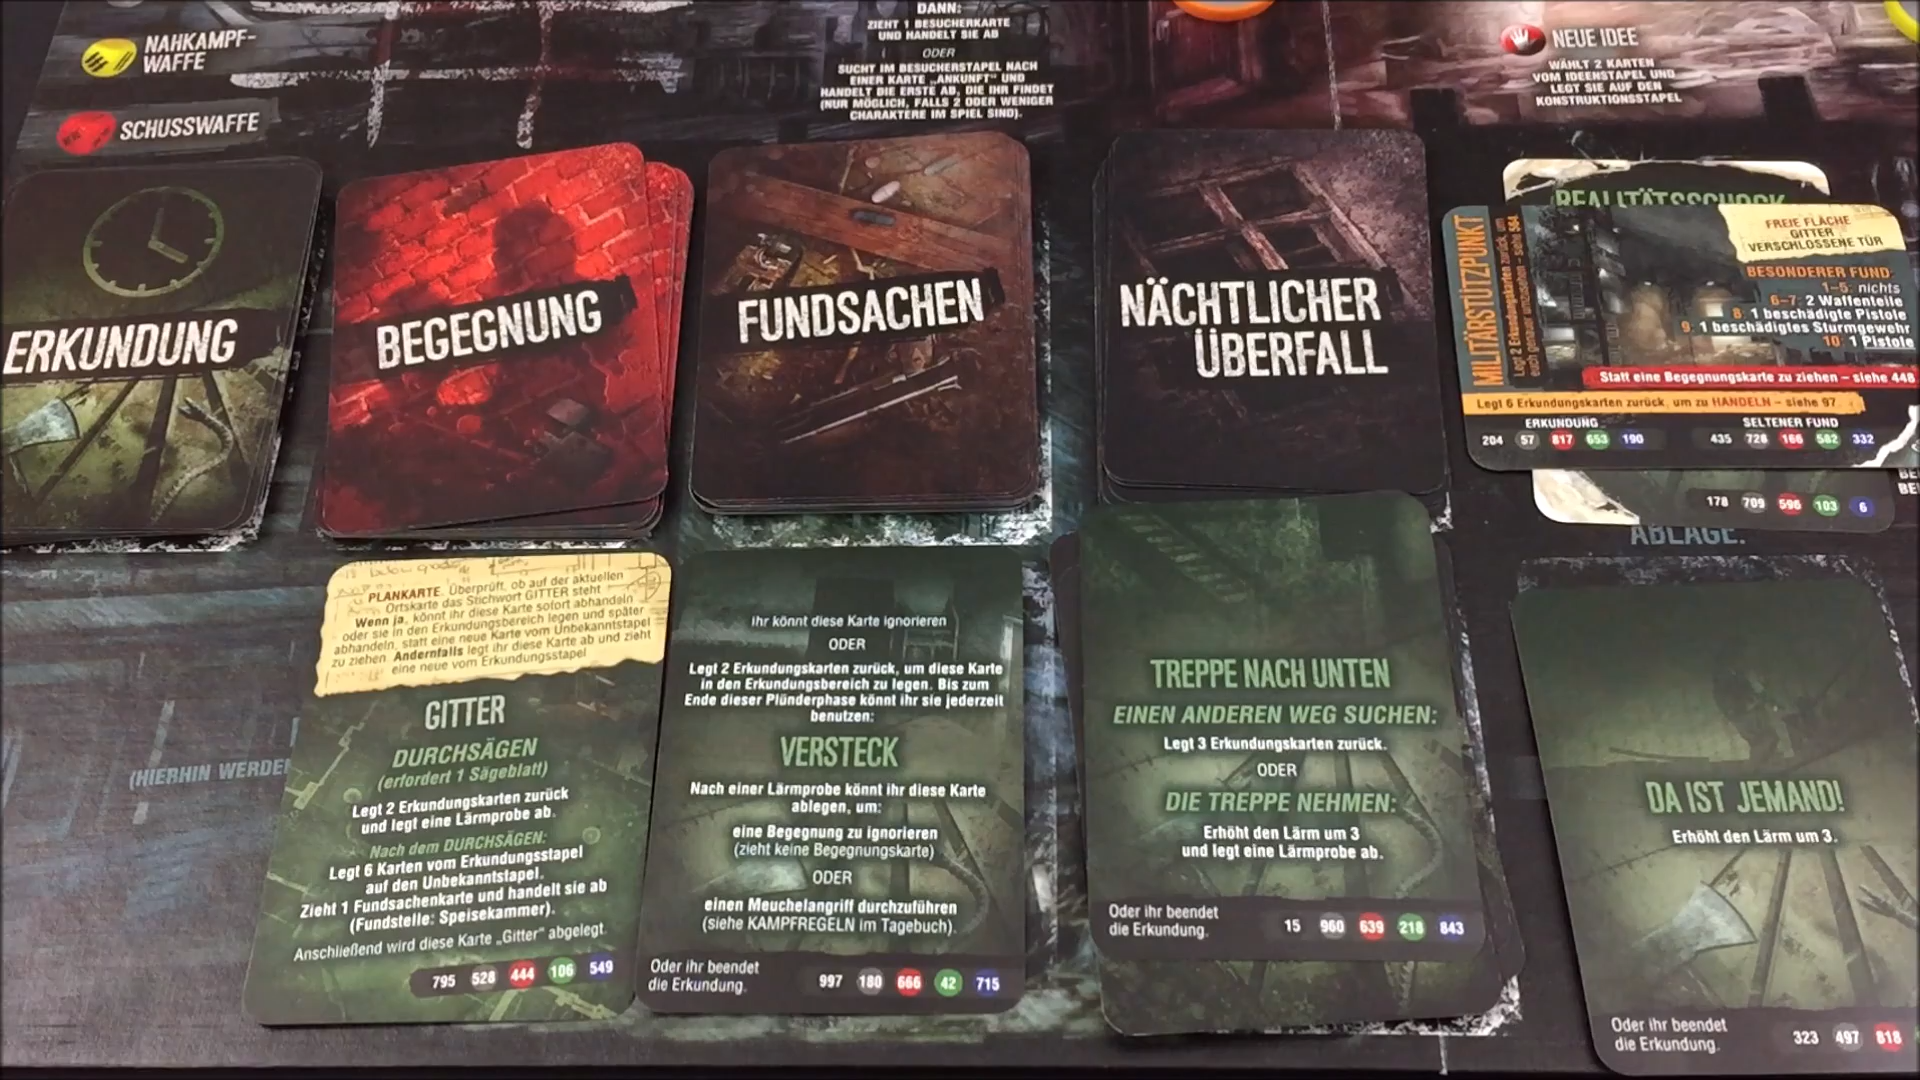 NAHKAMPF-
WAFFE
SCHUSSWAFFE
DANN:
ZIEHT 1 BESUCHERKARTE
UND HANDELT SIE AB
ODER
SUCHT IM BESUCHERSTAPEL NACH
EINER KARTE „ANKUNFT“ UND
HANDELT DIE ERSTE AB, DIE IHR FINDET
(NUR MÖGLICH, FALLS 2 ODER WENIGER
CHARAKTERE IM SPIEL SIND).
NEUE IDEE
WÄHLT 2 KARTEN
VOM IDEENSTAPEL UND
LEGT SIE AUF DEN
KONSTRUKTIONSSTAPEL
ERKUNDUNG
BEGEGNUNG
FUNDSACHEN
NÄCHTLICHER
ÜBERFALL
REALITÄTSSCHOCK
MILITÄRSTÜTZPUNKT
Legt 2 Erkundungskarten zurück, um
euch genauer umzusehen – siehe 564
FREIE FLÄCHE
GITTER
VERSCHLOSSENE TÜR
BESONDERER FUND:
1–5: nichts
6–7: 2 Waffenteile
8: 1 beschädigte Pistole
9: 1 beschädigtes Sturmgewehr
10: 1 Pistole
Statt eine Begegnungskarte zu ziehen – siehe 448
Legt 6 Erkundungskarten zurück, um zu HANDELN – siehe 97
ERKUNDUNG SELTENER FUND
204 57 817 653 190 435 728 166 582 332
178 709 596 103 6
ABLAGE.
(HIERHIN WERDEN
PLANKARTE. Überprüft, ob auf der aktuellen
Ortskarte das Stichwort GITTER steht
Wenn ja, könnt ihr diese Karte sofort abhandeln
oder sie in den Erkundungsbereich legen und später
abhandeln, statt eine neue Karte vom Unbekanntstapel
zu ziehen. Andernfalls legt ihr diese Karte ab und zieht
eine neue vom Erkundungsstapel
GITTER
DURCHSÄGEN
(erfordert 1 Sägeblatt)
Legt 2 Erkundungskarten zurück
und legt eine Lärmprobe ab.
Nach dem DURCHSÄGEN:
Legt 6 Karten vom Erkundungsstapel
auf den Unbekanntstapel.
Zieht 1 Fundsachenkarte und handelt sie ab
(Fundstelle: Speisekammer).
Anschließend wird diese Karte „Gitter“ abgelegt.
795 528 444 106 549
Ihr könnt diese Karte ignorieren
ODER
Legt 2 Erkundungskarten zurück, um diese Karte
in den Erkundungsbereich zu legen. Bis zum
Ende dieser Plünderphase könnt ihr sie jederzeit
benutzen:
VERSTECK
Nach einer Lärmprobe könnt ihr diese Karte
ablegen, um:
eine Begegnung zu ignorieren
(zieht keine Begegnungskarte)
ODER
einen Meuchelangriff durchzuführen
(siehe KAMPFREGELN im Tagebuch).
Oder ihr beendet
die Erkundung.
997 180 666 42 715
TREPPE NACH UNTEN
EINEN ANDEREN WEG SUCHEN:
Legt 3 Erkundungskarten zurück.
ODER
DIE TREPPE NEHMEN:
Erhöht den Lärm um 3
und legt eine Lärmprobe ab.
Oder ihr beendet
die Erkundung.
15 960 639 218 843
DA IST JEMAND!
Erhöht den Lärm um 3.
Oder ihr beendet
die Erkundung.
323 497 818